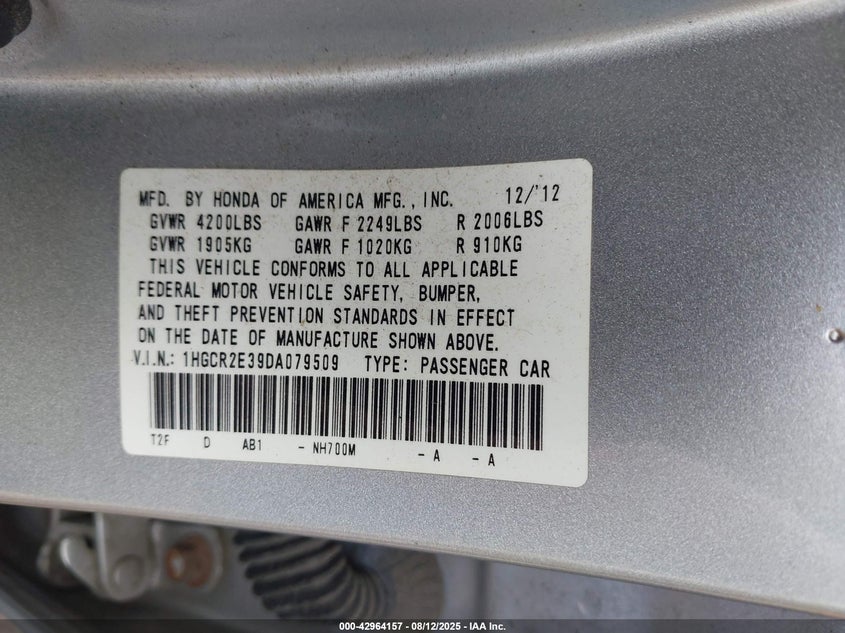 MFD. BY HONDA OF AMERICA MFG., INC. 12/'12
GVWR 4200LBS GAWR F 2249LBS R 2006LBS
GVWR 1905KG GAWR F 1020KG R 910KG
THIS VEHICLE CONFORMS TO ALL APPLICABLE
FEDERAL MOTOR VEHICLE SAFETY, BUMPER,
AND THEFT PREVENTION STANDARDS IN EFFECT
ON THE DATE OF MANUFACTURE SHOWN ABOVE.
V.I.N.: 1HGCR2E39DA079509 TYPE: PASSENGER CAR
T2F D AB1 - NH700M - A - A
000-42964157 - 08/12/2025 - IAA Inc.